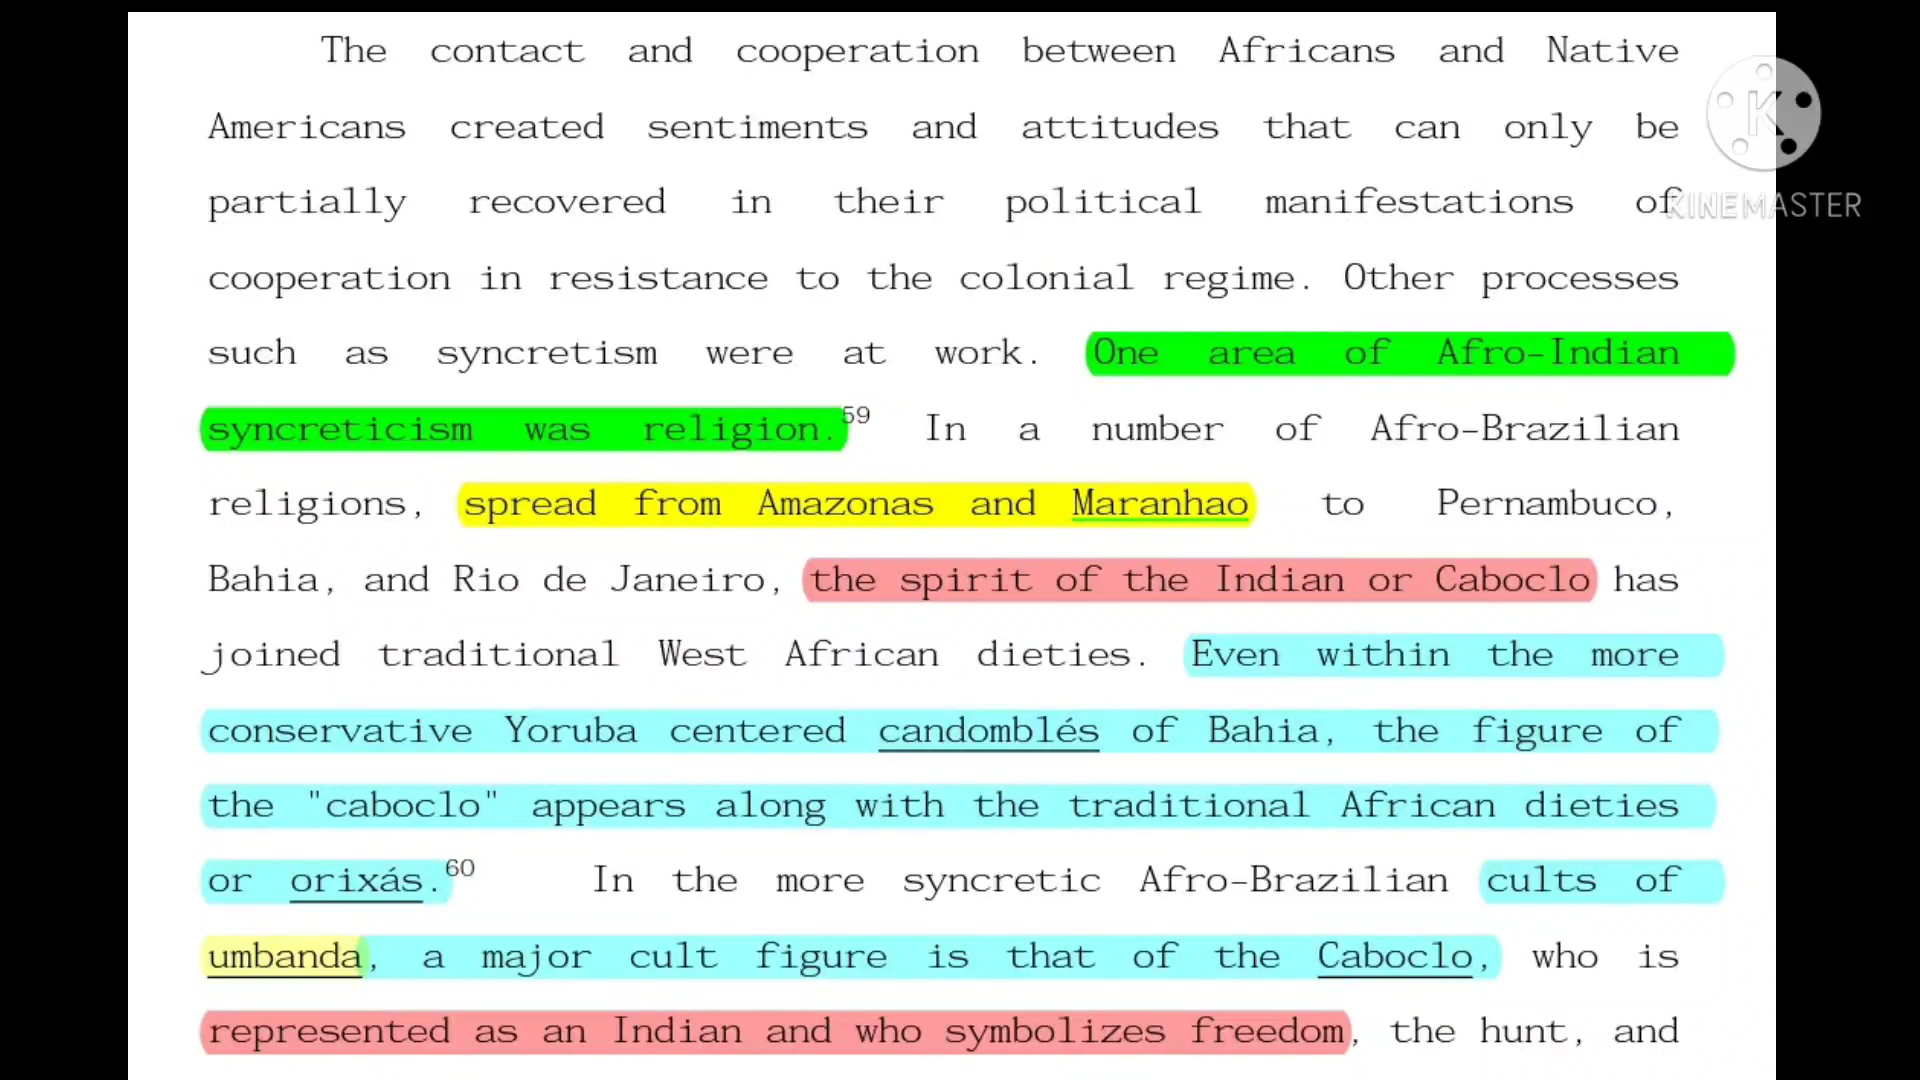 The contact and cooperation between Africans and Native
Americans created sentiments and attitudes that can only be
partially recovered in their political manifestations of
cooperation in resistance to the colonial regime. Other processes
such as syncretism were at work. One area of Afro-Indian
syncreticism was religion.59 In a number of Afro-Brazilian
religions, spread from Amazonas and Maranhao to Pernambuco,
Bahia, and Rio de Janeiro, the spirit of the Indian or Caboclo has
joined traditional West African dieties. Even within the more
conservative Yoruba centered candomblés of Bahia, the figure of
the "caboclo" appears along with the traditional African dieties
or orixás.60 In the more syncretic Afro-Brazilian cults of
umbanda, a major cult figure is that of the Caboclo, who is
represented as an Indian and who symbolizes freedom, the hunt, and
K
KINEMASTER